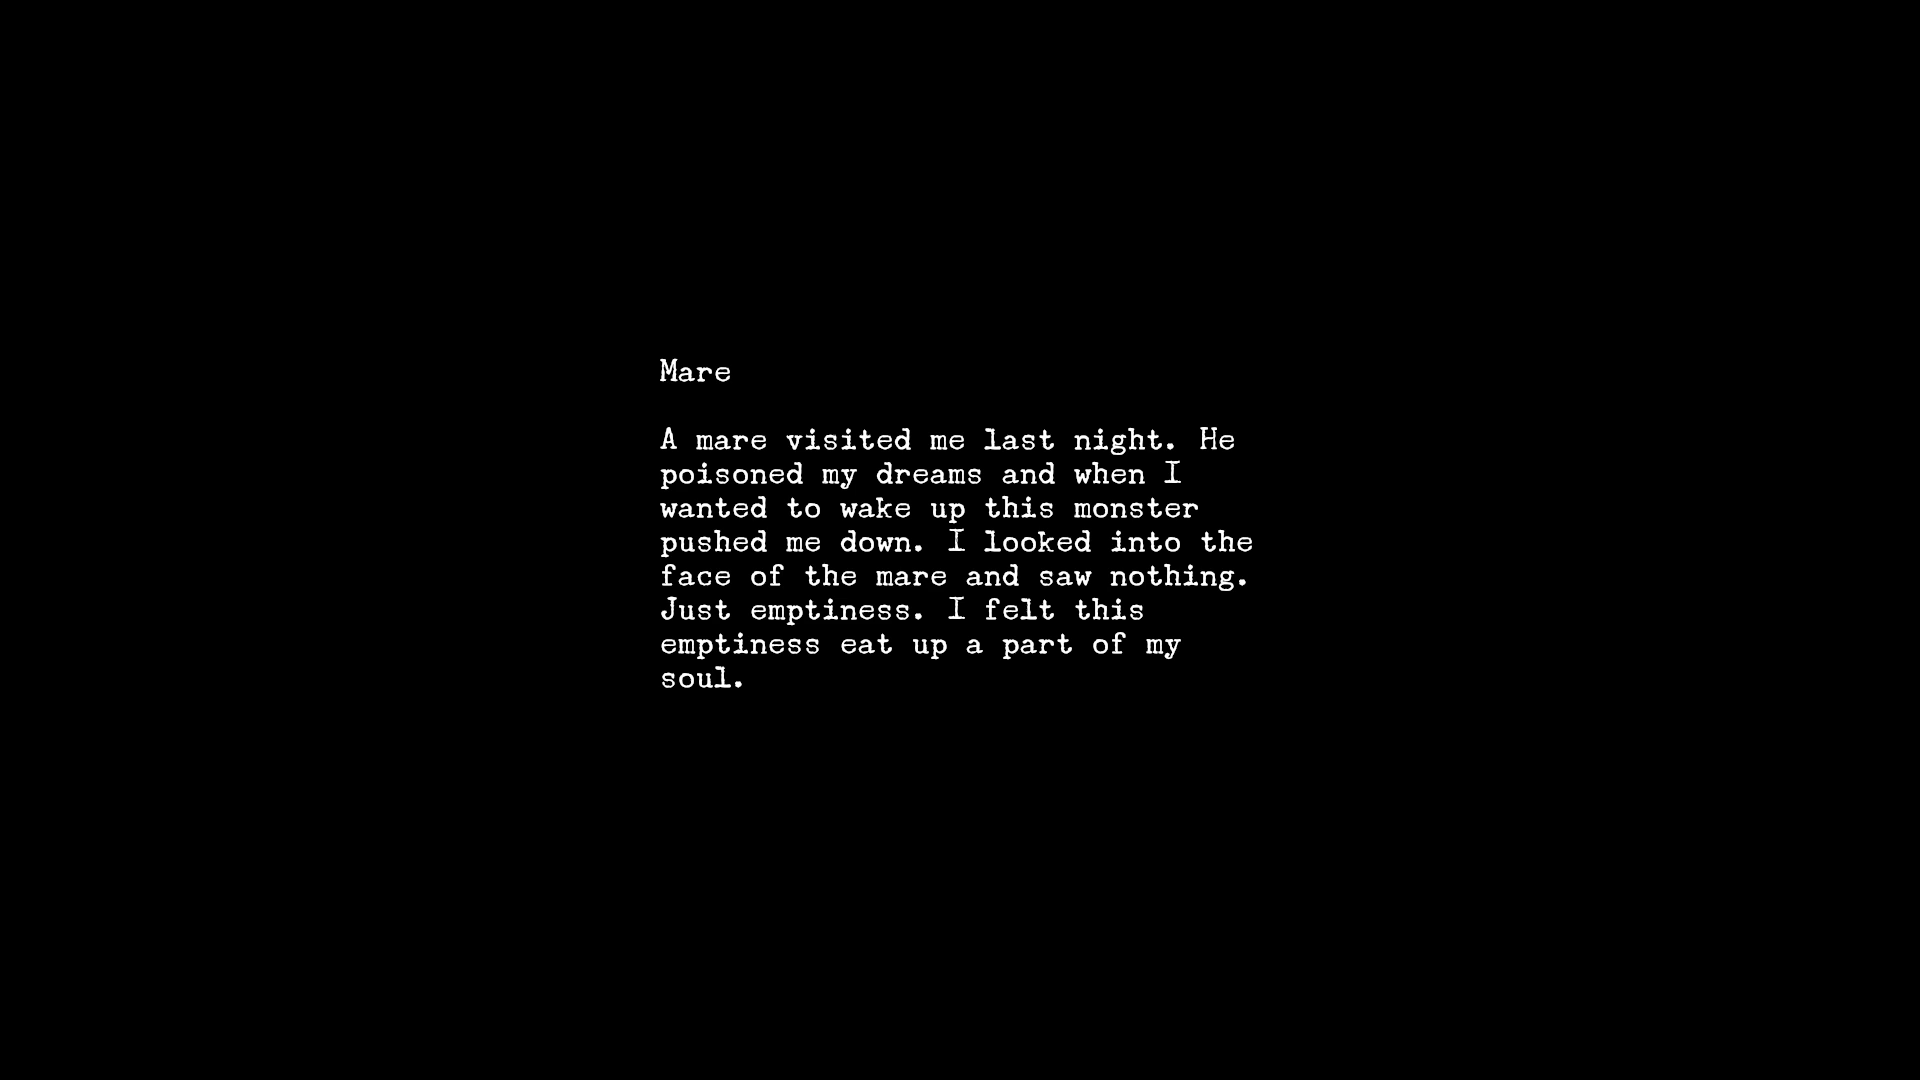 Mare
A mare visited me last night. He
poisoned my dreams and when I
wanted to wake up this monster
pushed me down. I looked into the
face of the mare and saw nothing.
Just emptiness. I felt this
emptiness eat up a part of my
soul.